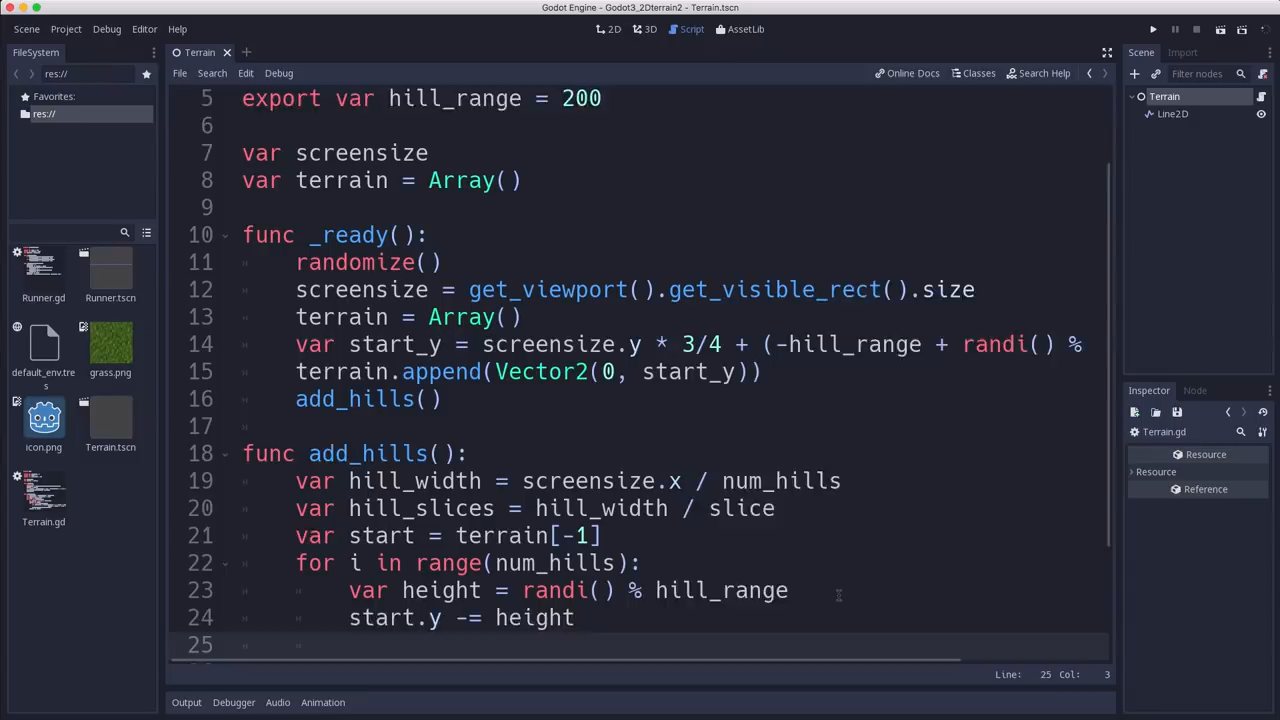 Godot Engine - Godot3_2Dterrain2 - Terrain.tscn
Scene Project Debug Editor Help
2D 3D Script AssetLib
FileSystem
res://
Favorites:
res://
Runner.gd Runner.tscn
default_env.tres grass.png
icon.png Terrain.tscn
Terrain.gd
Terrain
File Search Edit Debug
Online Docs Classes Search Help
5 export var hill_range = 200
6
7 var screensize
8 var terrain = Array()
9
10 func _ready():
11 randomize()
12 screensize = get_viewport().get_visible_rect().size
13 terrain = Array()
14 var start_y = screensize.y * 3/4 + (-hill_range + randi() %
15 terrain.append(Vector2(0, start_y))
16 add_hills()
17
18 func add_hills():
19 var hill_width = screensize.x / num_hills
20 var hill_slices = hill_width / slice
21 var start = terrain[-1]
22 for i in range(num_hills):
23 var height = randi() % hill_range
24 start.y -= height
25
Line: 25 Col: 3
Output Debugger Audio Animation
Scene Import
Filter nodes
Terrain
Line2D
Inspector Node
Terrain.gd
Resource
Resource
Reference